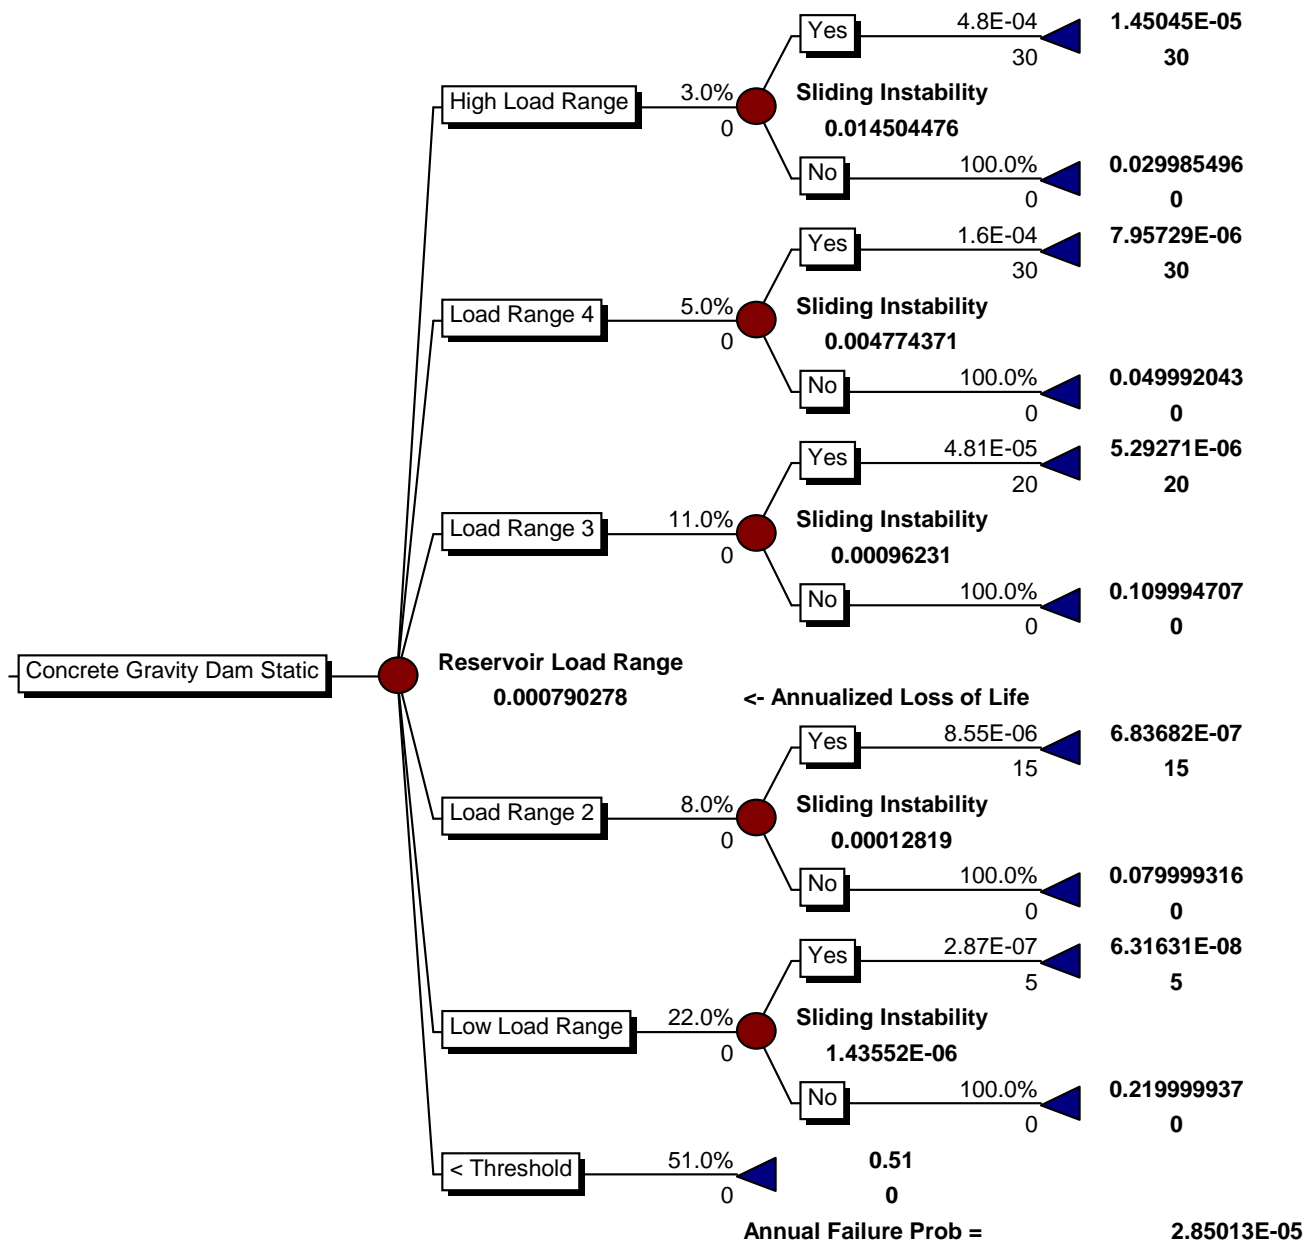 Yes 4.8E-04 1.45045E-05
30 30
High Load Range 3.0% Sliding Instability
0 0.014504476
No 100.0% 0.029985496
0 0
Yes 1.6E-04 7.95729E-06
30 30
Load Range 4 5.0% Sliding Instability
0 0.004774371
No 100.0% 0.049992043
0 0
Yes 4.81E-05 5.29271E-06
20 20
Load Range 3 11.0% Sliding Instability
0 0.00096231
No 100.0% 0.109994707
0 0
Concrete Gravity Dam Static Reservoir Load Range
0.000790278 <- Annualized Loss of Life
Yes 8.55E-06 6.83682E-07
15 15
Load Range 2 8.0% Sliding Instability
0 0.00012819
No 100.0% 0.079999316
0 0
Yes 2.87E-07 6.31631E-08
5 5
Low Load Range 22.0% Sliding Instability
0 1.43552E-06
No 100.0% 0.219999937
0 0
< Threshold 51.0% 0.51
0 0
Annual Failure Prob = 2.85013E-05